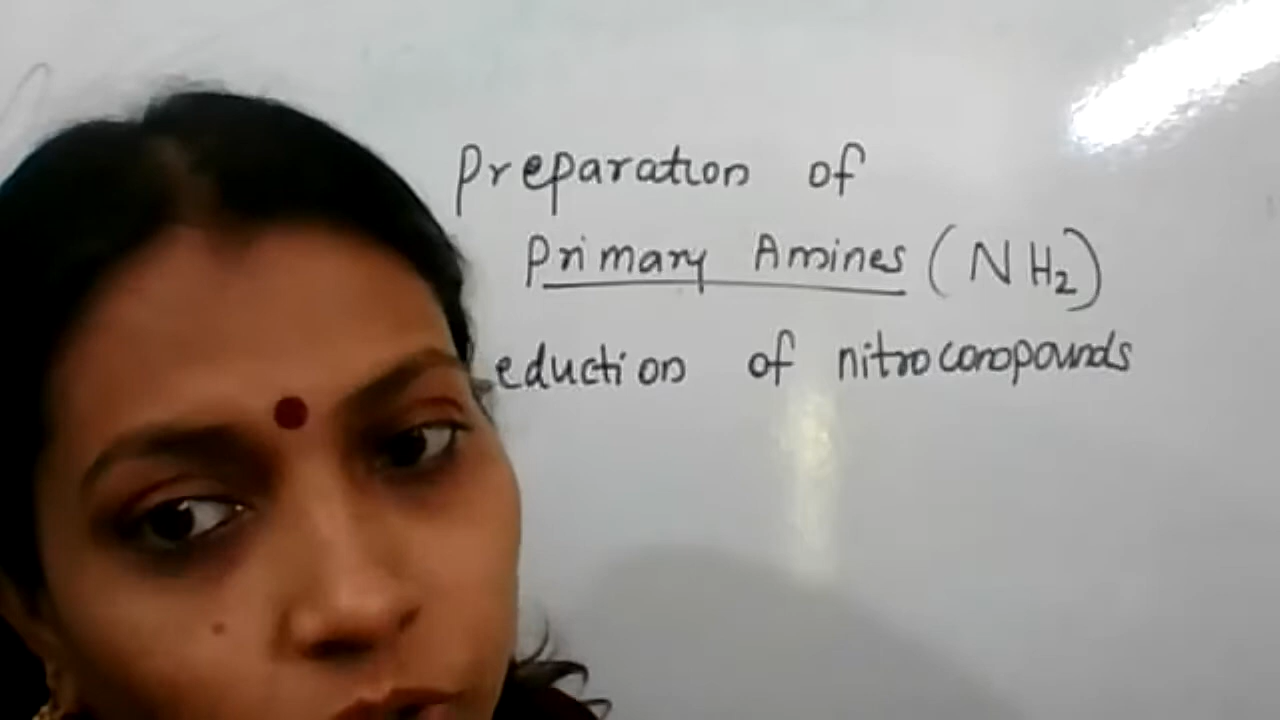 Preparation of
Primary Amines (NH₂)
eduction of nitrocompounds